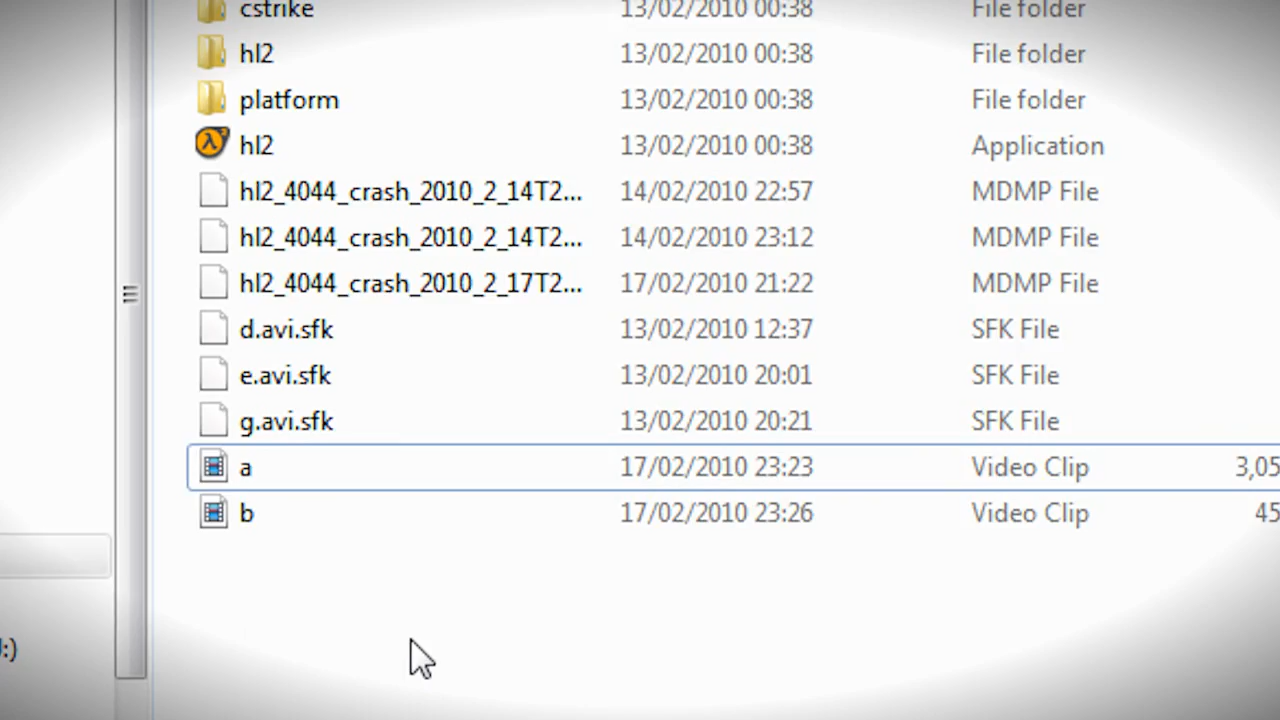 cstrike 13/02/2010 00:38 File folder
hl2 13/02/2010 00:38 File folder
platform 13/02/2010 00:38 File folder
hl2 13/02/2010 00:38 Application
hl2_4044_crash_2010_2_14T2... 14/02/2010 22:57 MDMP File
hl2_4044_crash_2010_2_14T2... 14/02/2010 23:12 MDMP File
hl2_4044_crash_2010_2_17T2... 17/02/2010 21:22 MDMP File
d.avi.sfk 13/02/2010 12:37 SFK File
e.avi.sfk 13/02/2010 20:01 SFK File
g.avi.sfk 13/02/2010 20:21 SFK File
a 17/02/2010 23:23 Video Clip 3,05
b 17/02/2010 23:26 Video Clip 45
:)